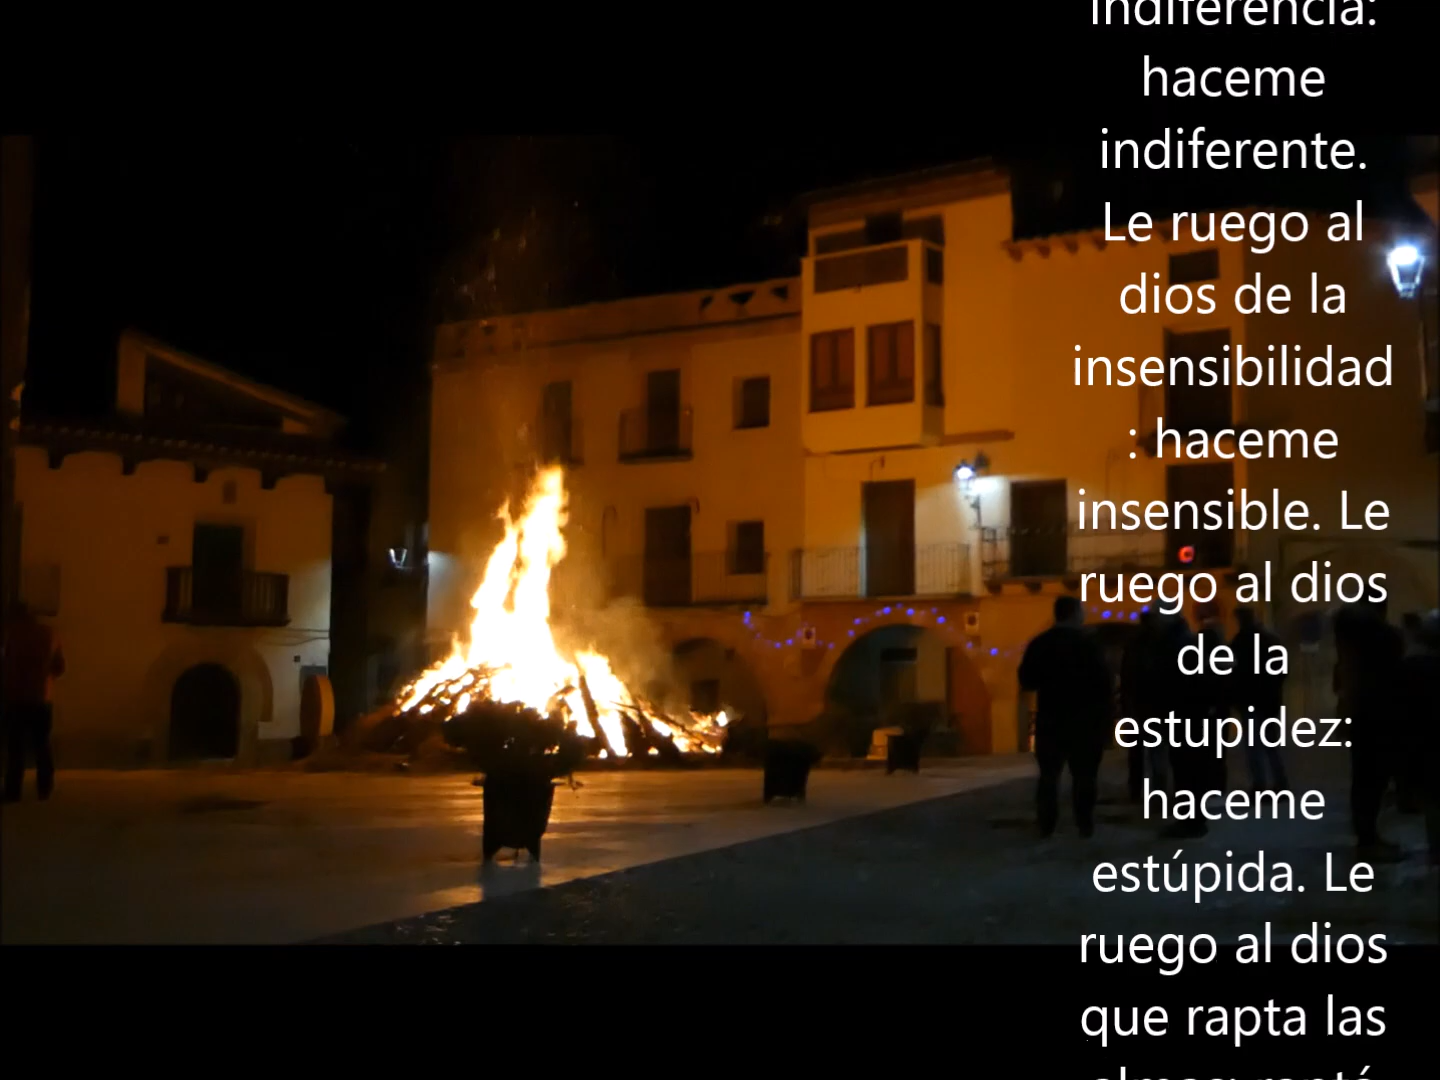 indiferencia:
haceme
indiferente.
Le ruego al
dios de la
insensibilidad
: haceme
insensible. Le
ruego al dios
de la
estupidez:
haceme
estúpida. Le
ruego al dios
que rapta las